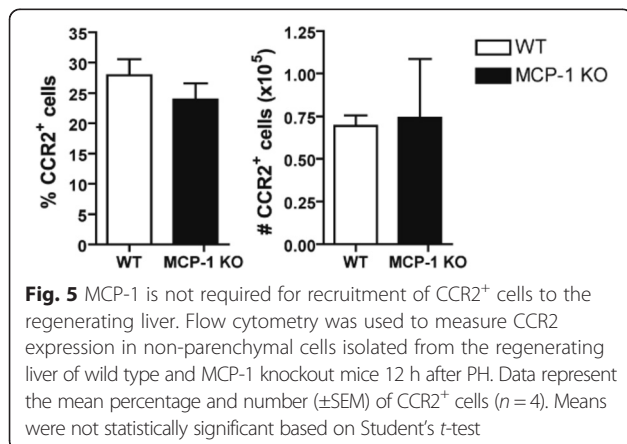 % CCR2⁺ cells
35
30
25
20
15
10
5
0
WT MCP-1 KO
# CCR2⁺ cells (x10⁵)
1.25
1.00
0.75
0.50
0.25
0.00
WT MCP-1 KO
WT
MCP-1 KO
Fig. 5 MCP-1 is not required for recruitment of CCR2⁺ cells to the
regenerating liver. Flow cytometry was used to measure CCR2
expression in non-parenchymal cells isolated from the regenerating
liver of wild type and MCP-1 knockout mice 12 h after PH. Data represent
the mean percentage and number (±SEM) of CCR2⁺ cells (n = 4). Means
were not statistically significant based on Student’s t-test